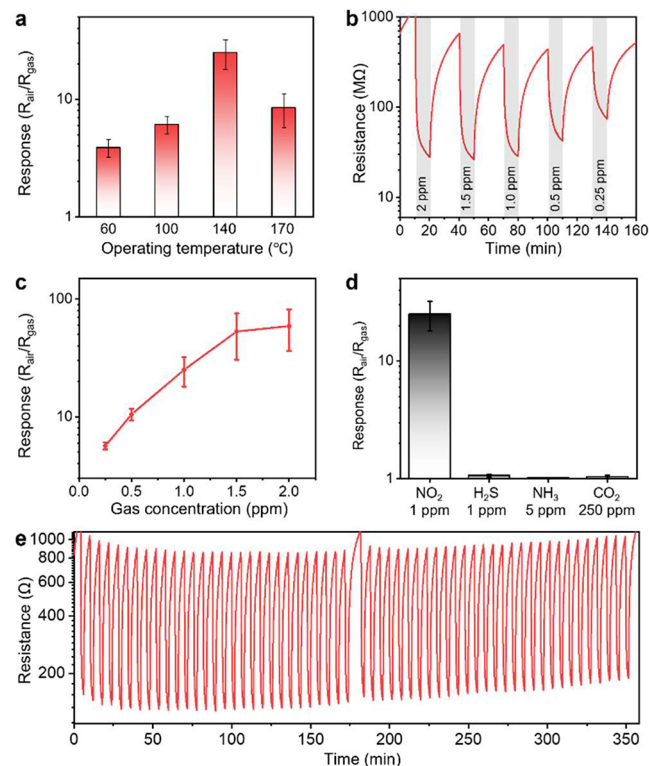 a
Response (Rair/Rgas)
10
1
60 100 140 170
Operating temperature (℃)
b
Resistance (MΩ)
1000
100
10
1
2 ppm
1.5 ppm
1.0 ppm
0.5 ppm
0.25 ppm
0 20 40 60 80 100 120 140 160
Time (min)
c
Response (Rair/Rgas)
100
10
0.0 0.5 1.0 1.5 2.0
Gas concentration (ppm)
d
Response (Rair/Rgas)
10
1
NO₂ H₂S NH₃ CO₂
1 ppm 1 ppm 5 ppm 250 ppm
e
Resistance (Ω)
1000
800
600
400
200
0 50 100 150 200 250 300 350
Time (min)